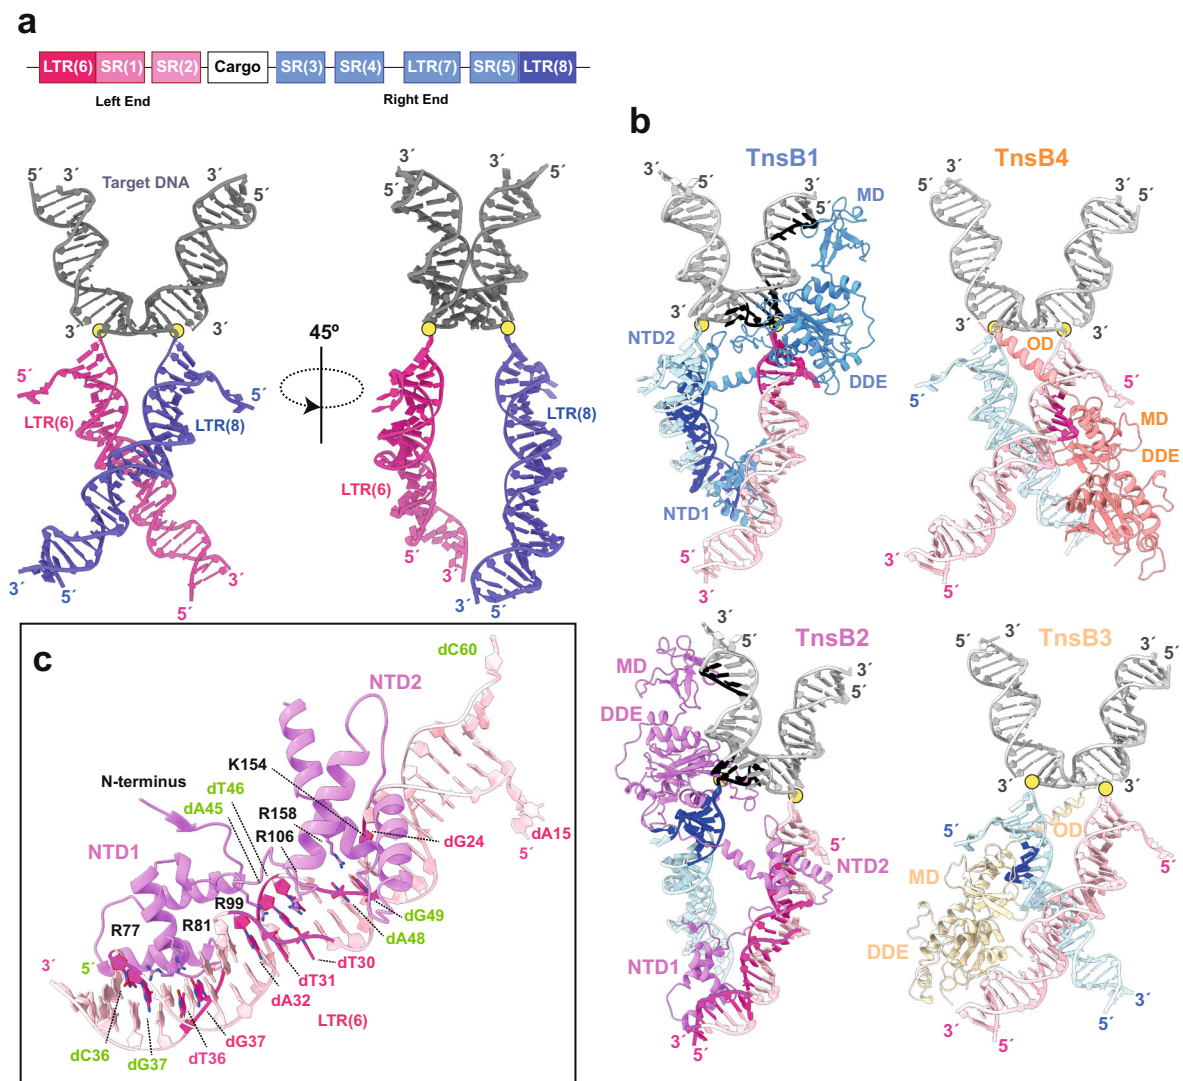 a
LTR(6) SR(1) SR(2) Cargo SR(3) SR(4) LTR(7) SR(5) LTR(8)
Left End Right End
5´ 3´ Target DNA 3´ 5´
3´ 3´
5´ 5´
LTR(6) LTR(8)
3´ 5´ 5´ 3´
45º
3´ 5´
LTR(6) LTR(8)
5´ 3´ 3´ 5´
b
TnsB1
3´ 5´ 3´ 5´ MD
3´
NTD2
DDE
NTD1
5´
3´
TnsB4
3´ 5´ 3´ 5´
3´ 3´
OD
5´ 5´
MD
DDE
3´ 5´
TnsB2
3´ 5´
MD
3´ 5´
DDE
5´
NTD2
NTD1
3´ 5´
TnsB3
5´ 3´ 3´ 5´
3´ 3´
5´ OD 5´
MD
DDE
3´
5´
3´ 5´
c
dC60
NTD2
K154
N-terminus
dT46
dA45
R158
R106
dG24
dA15
5´
NTD1
R99
R77 R81
dG49
dA48
3´ 5´
dT30
dT31
dA32
LTR(6)
dG37
dC36
dG37
dT36